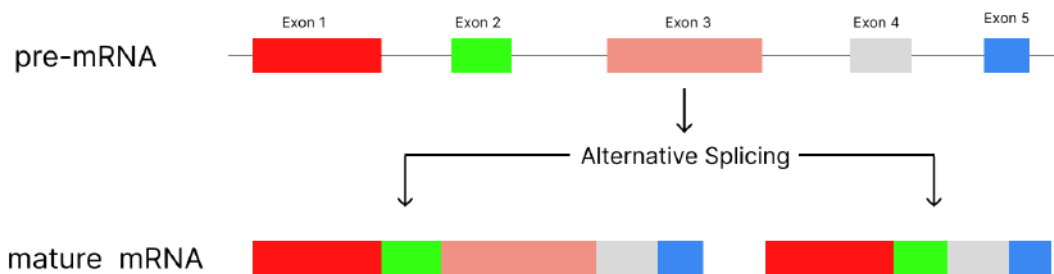 Exon 1
Exon 2
Exon 3
Exon 4
Exon 5
pre-mRNA
Alternative Splicing
mature mRNA